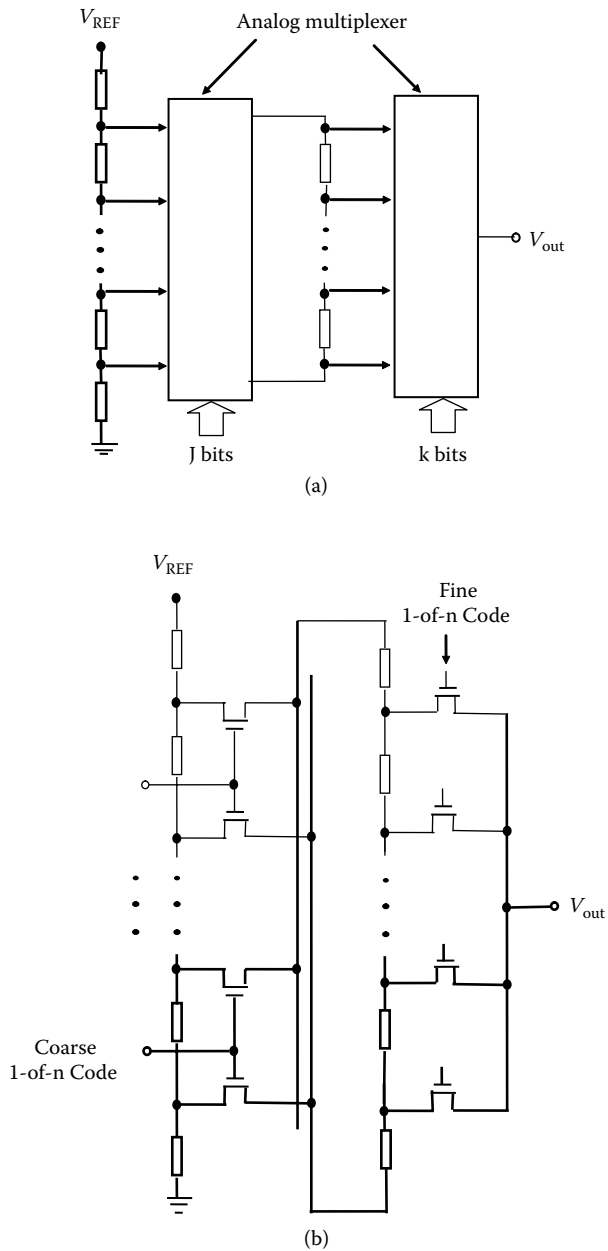 V_REF
Analog multiplexer
V_out
J bits
k bits
(a)
V_REF
Fine
1-of-n Code
V_out
Coarse
1-of-n Code
(b)